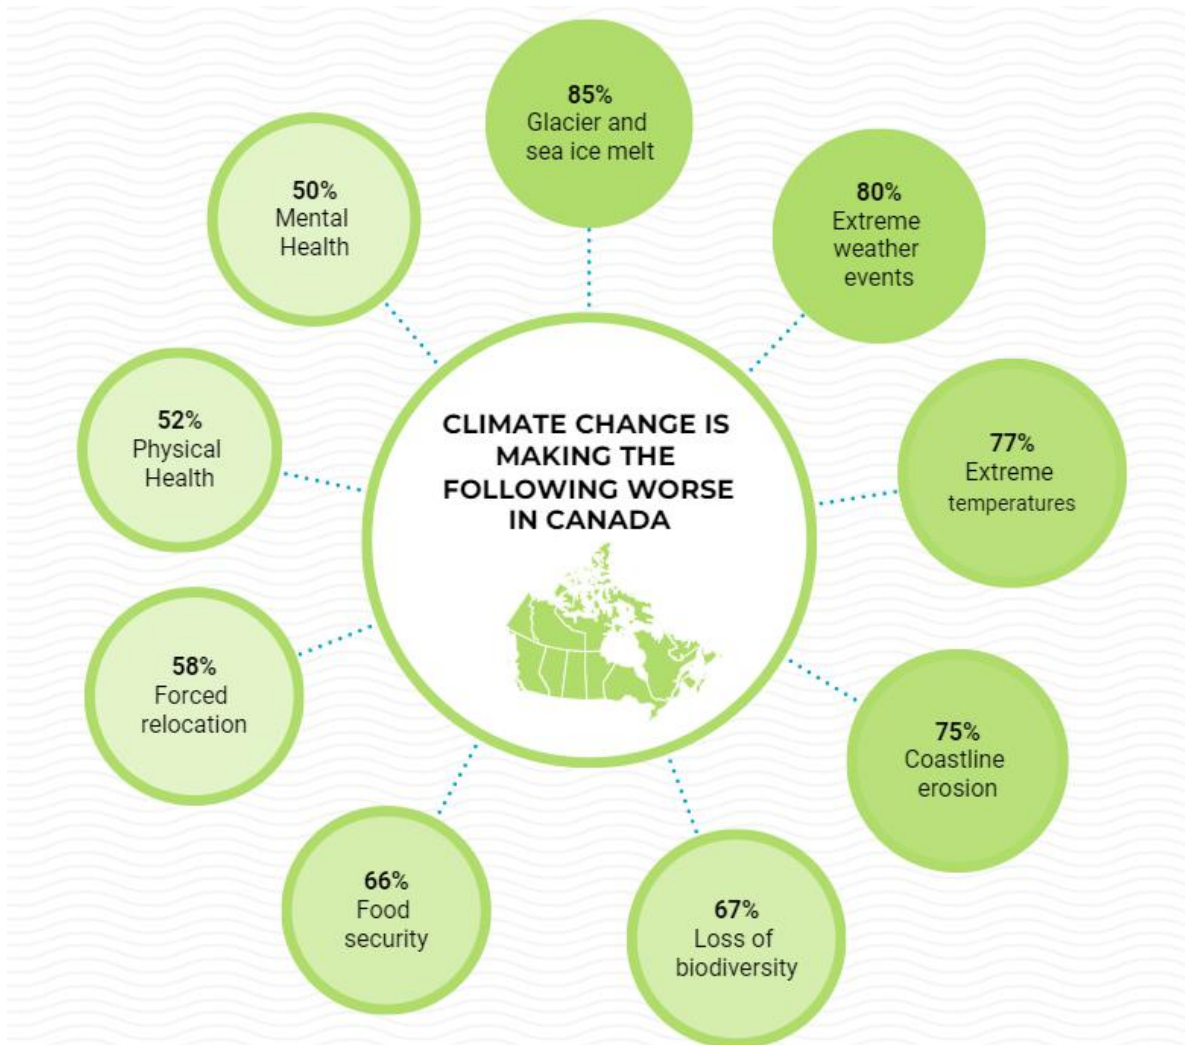 85%
Glacier and
sea ice melt
80%
Extreme
weather
events
77%
Extreme
temperatures
75%
Coastline
erosion
67%
Loss of
biodiversity
66%
Food
security
58%
Forced
relocation
52%
Physical
Health
50%
Mental
Health
CLIMATE CHANGE IS
MAKING THE
FOLLOWING WORSE
IN CANADA